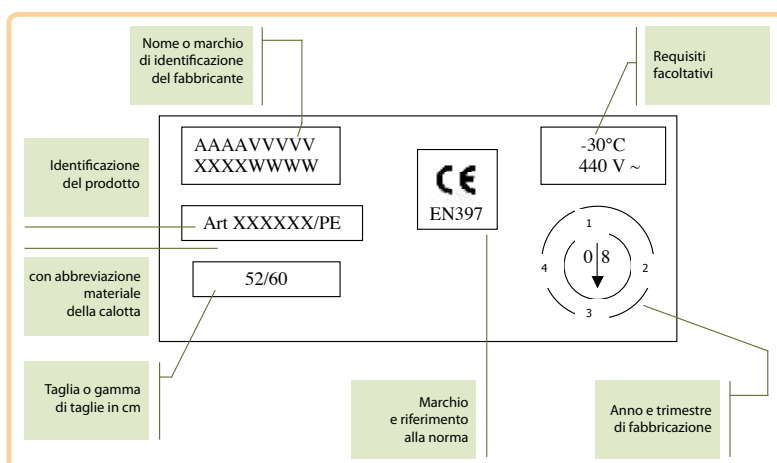 Nome o marchio
di identificazione
del fabbricante
Requisiti
facoltativi
AAAAVVVVV
XXXXWWWW
-30°C
440 V ~
CE
EN397
Identificazione
del prodotto
Art XXXXXX/PE
1
0 8
4
2
3
con abbreviazione
materiale
della calotta
52/60
Taglia o gamma
di taglie in cm
Marchio
e riferimento
alla norma
Anno e trimestre
di fabbricazione